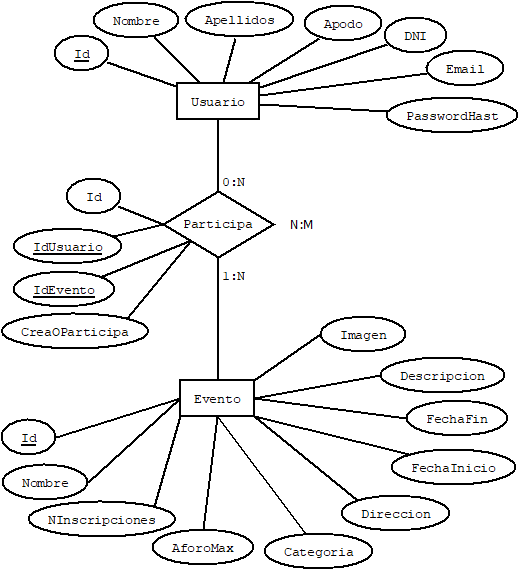 Nombre
Apellidos
Apodo
DNI
Id
Email
Usuario
PasswordHast
0:N
Id
Participa
N:M
IdUsuario
1:N
IdEvento
CreaOParticipa
Imagen
Descripcion
Evento
FechaFin
Id
FechaInicio
Nombre
NInscripciones
Direccion
AforoMax
Categoria